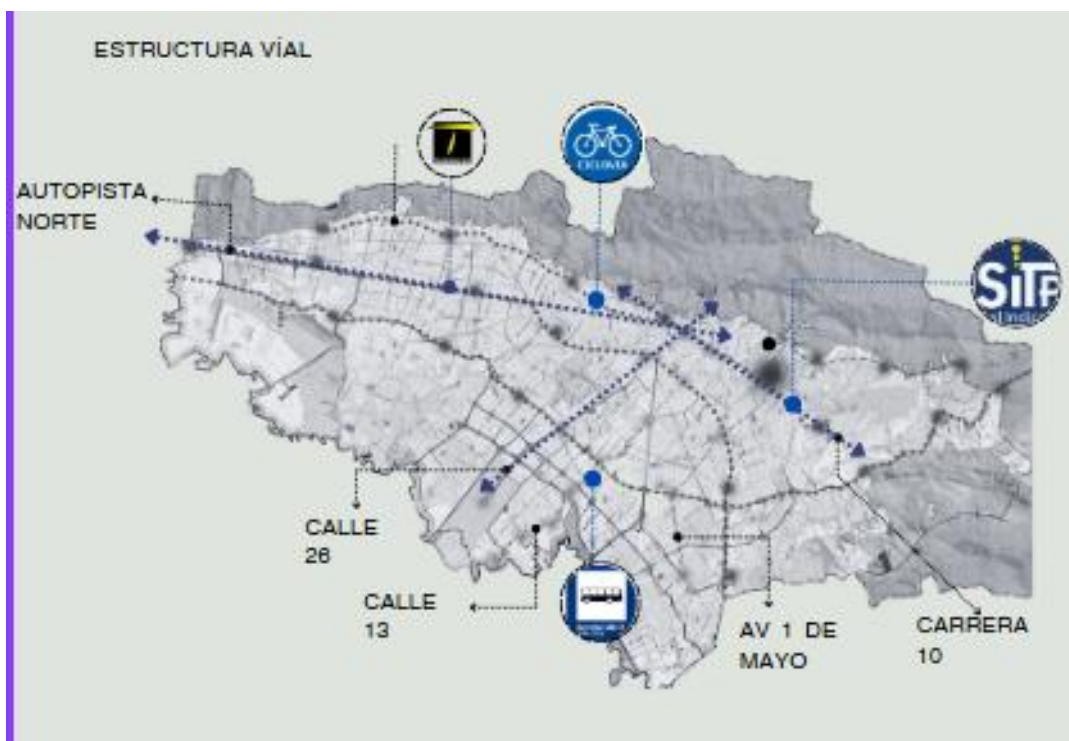 ESTRUCTURA VÍAL
CICLOVIA
AUTOPISTA
NORTE
SiTP
CALLE
26
CALLE
13
AV 1 DE
MAYO
CARRERA
10